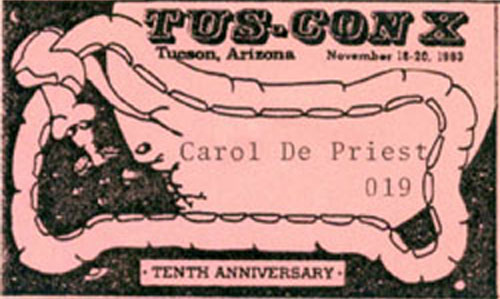 TUS-CON X
Tucson, Arizona November 18-20, 1983
Carol De Priest
019
· TENTH ANNIVERSARY ·